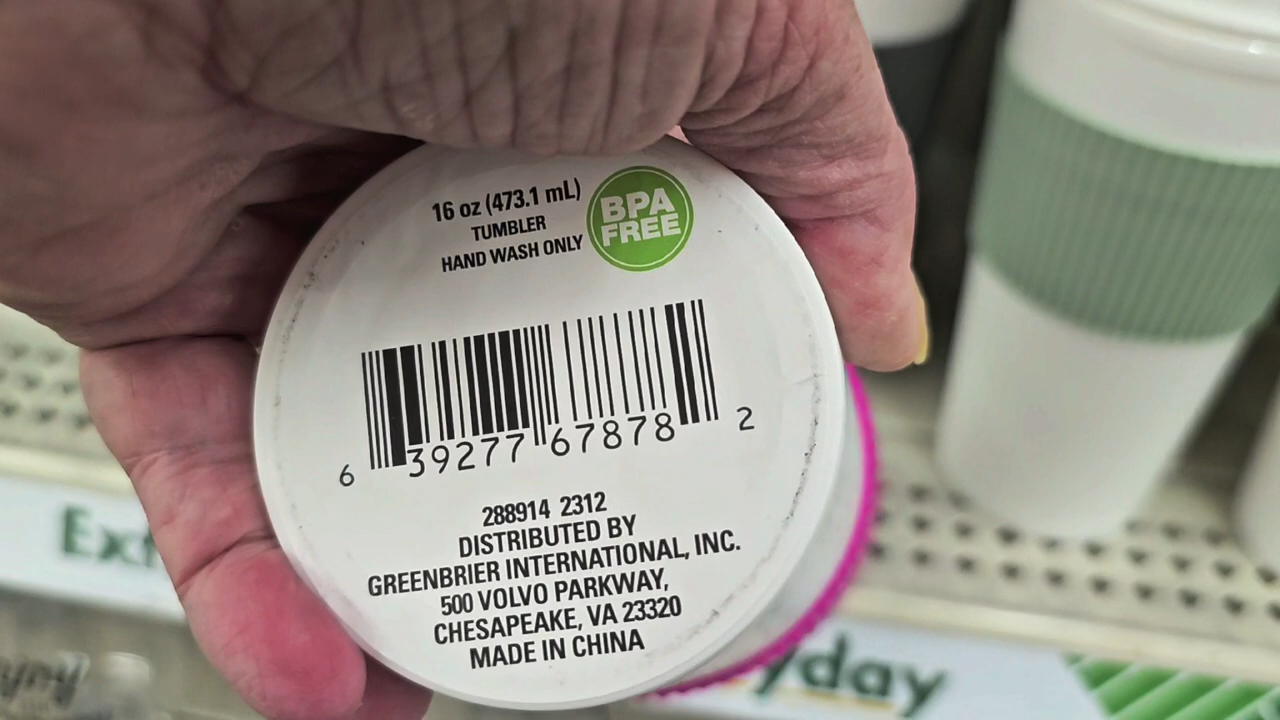 16 oz (473.1 mL)
TUMBLER
HAND WASH ONLY
BPA
FREE
6 39277 67878 2
288914 2312
DISTRIBUTED BY
GREENBRIER INTERNATIONAL, INC.
500 VOLVO PARKWAY,
CHESAPEAKE, VA 23320
MADE IN CHINA